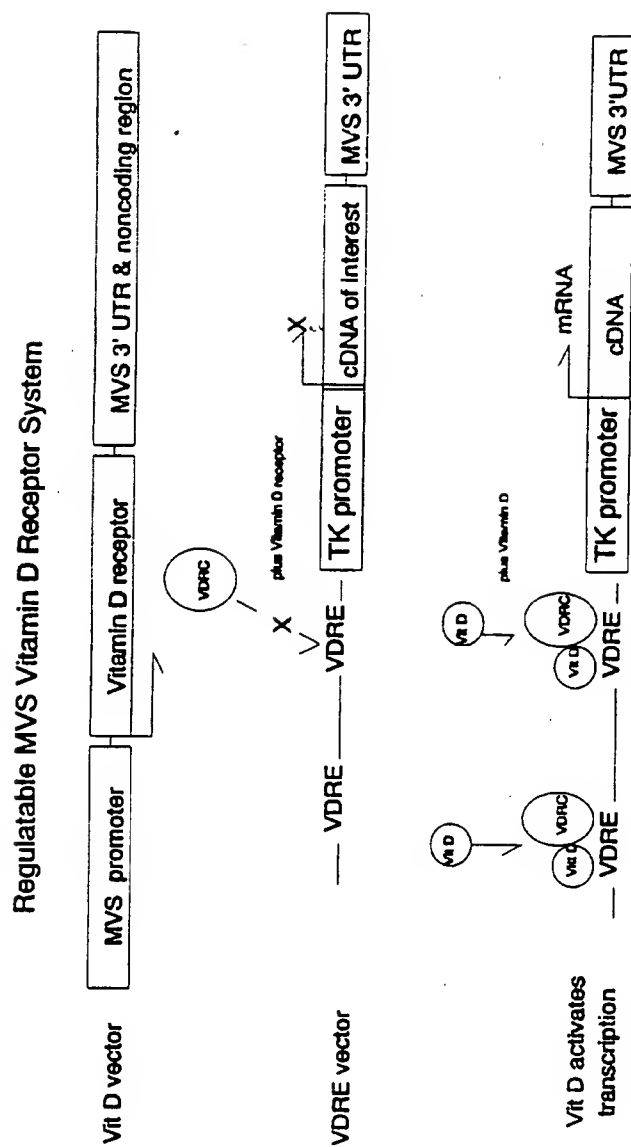 Regulatable MVS Vitamin D Receptor System
Vit D vector
MVS promoter
Vitamin D receptor
MVS 3' UTR & noncoding region
VDRC
X
plus Vitamin D receptor
X
VDRE vector
VDRE
VDRE
TK promoter
cDNA of Interest
MVS 3' UTR
Vit D
Vit D
plus Vitamin D
mRNA
VDRC
VDRC
Vit D
Vit D
Vit D activates
transcription
VDRE
VDRE
TK promoter
cDNA
MVS 3'UTR